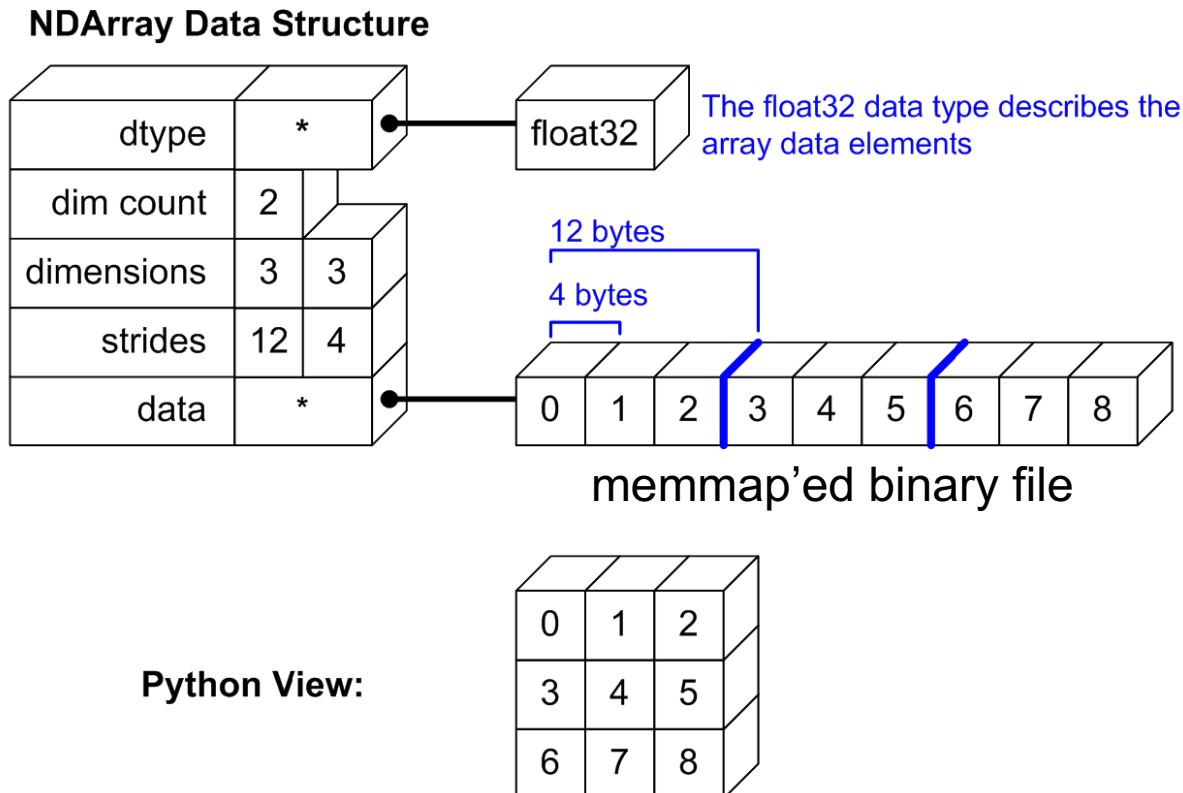 NDArray Data Structure
dtype *
float32
The float32 data type describes the
array data elements
dim count 2
dimensions 3 3
strides 12 4
data *
12 bytes
4 bytes
0 1 2 3 4 5 6 7 8
memmap'ed binary file
Python View:
0 1 2
3 4 5
6 7 8